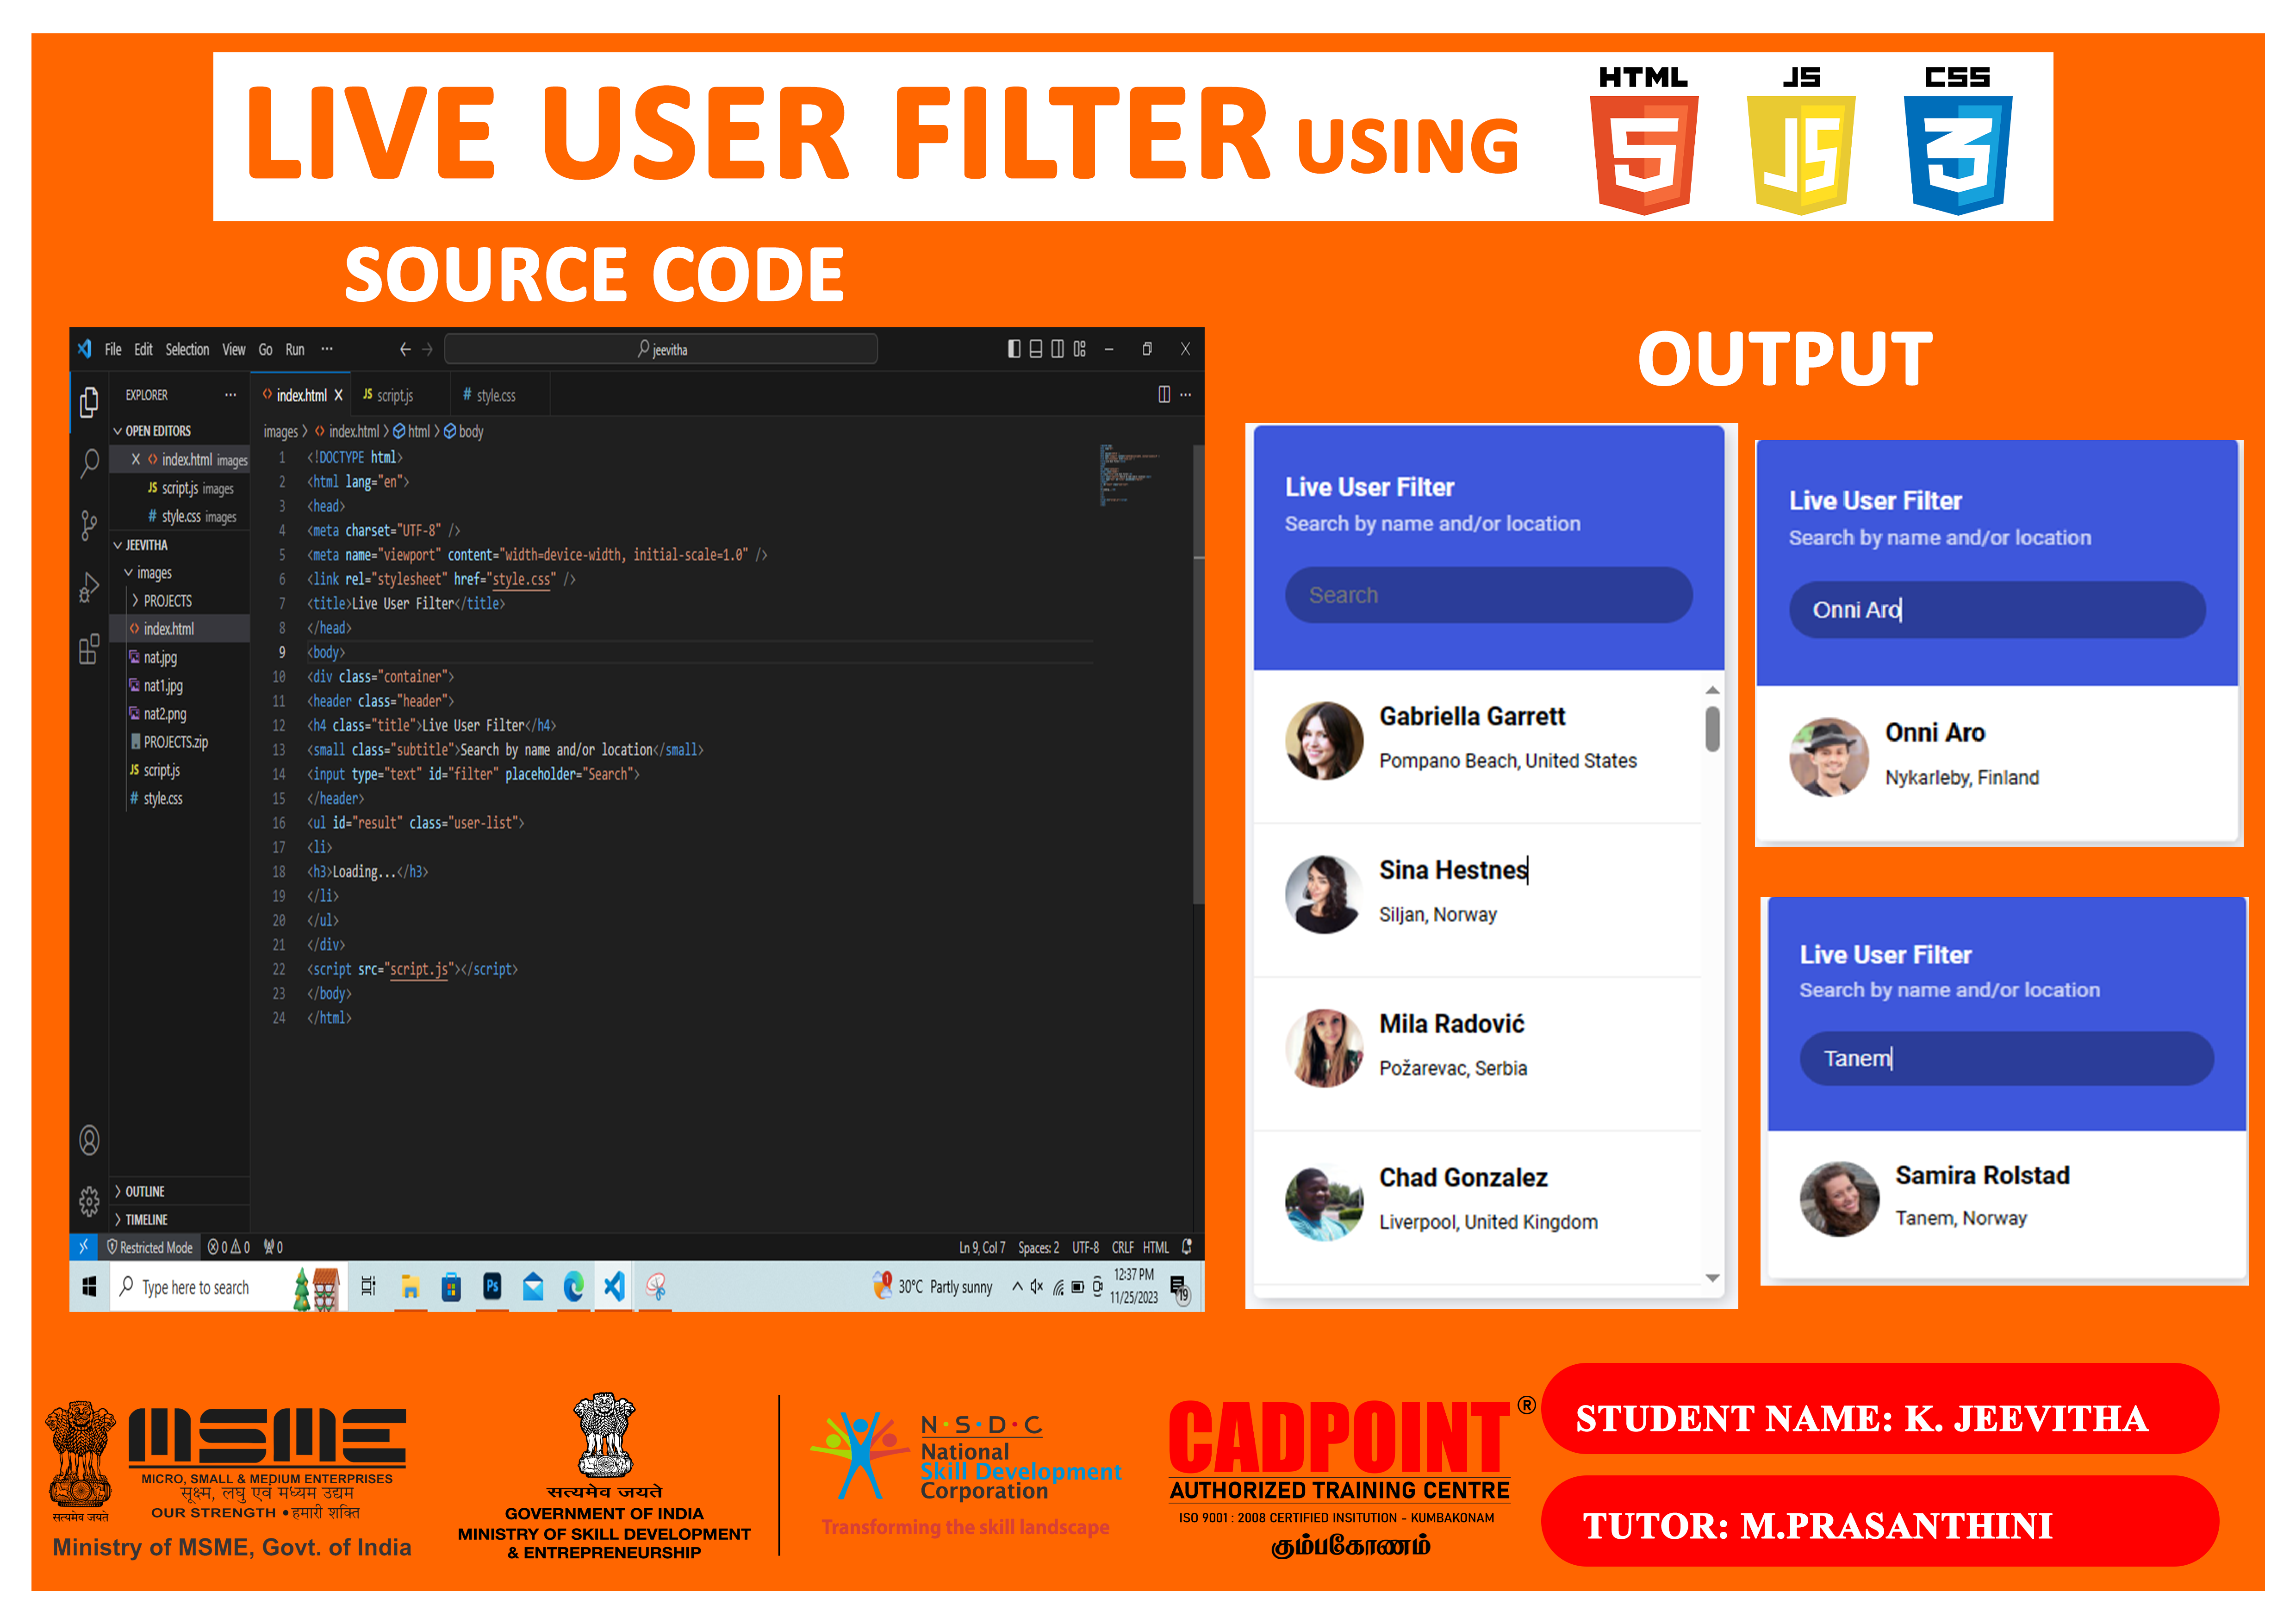 LIVE USER FILTER USING
HTML JS CSS
5 JS 3
SOURCE CODE
OUTPUT
File Edit Selection View Go Run ··· jeevitha
EXPLORER ···
OPEN EDITORS
index.html images
JS script.js images
# style.css images
JEEVITHA
images
PROJECTS
index.html
nat.jpg
nat1.jpg
nat2.png
PROJECTS.zip
JS script.js
# style.css
OUTLINE
TIMELINE
index.html X JS script.js # style.css
images > index.html > html > body
1 <!DOCTYPE html>
2 <html lang="en">
3 <head>
4 <meta charset="UTF-8" />
5 <meta name="viewport" content="width=device-width, initial-scale=1.0" />
6 <link rel="stylesheet" href="style.css" />
7 <title>Live User Filter</title>
8 </head>
9 <body>
10 <div class="container">
11 <header class="header">
12 <h4 class="title">Live User Filter</h4>
13 <small class="subtitle">Search by name and/or location</small>
14 <input type="text" id="filter" placeholder="Search">
15 </header>
16 <ul id="result" class="user-list">
17 <li>
18 <h3>Loading...</h3>
19 </li>
20 </ul>
21 </div>
22 <script src="script.js"></script>
23 </body>
24 </html>
Restricted Mode 0 0 0 Ln 9, Col 7 Spaces: 2 UTF-8 CRLF HTML
Type here to search Ps 1 30°C Partly sunny 12:37 PM
11/25/2023 19
Live User Filter
Search by name and/or location
Search
Gabriella Garrett
Pompano Beach, United States
Sina Hestnes
Siljan, Norway
Mila Radović
Požarevac, Serbia
Chad Gonzalez
Liverpool, United Kingdom
Live User Filter
Search by name and/or location
Onni Aro
Onni Aro
Nykarleby, Finland
Live User Filter
Search by name and/or location
Tanem
Samira Rolstad
Tanem, Norway
MSME
MICRO, SMALL & MEDIUM ENTERPRISES
सूक्ष्म, लघु एवं मध्यम उद्यम
OUR STRENGTH • हमारी शक्ति
सत्यमेव जयते
Ministry of MSME, Govt. of India
सत्यमेव जयते
GOVERNMENT OF INDIA
MINISTRY OF SKILL DEVELOPMENT
& ENTREPRENEURSHIP
N·S·D·C
National
Skill Development
Corporation
Transforming the skill landscape
CADPOINT ®
AUTHORIZED TRAINING CENTRE
ISO 9001 : 2008 CERTIFIED INSITUTION - KUMBAKONAM
கும்பகோணம்
STUDENT NAME: K. JEEVITHA
TUTOR: M.PRASANTHINI